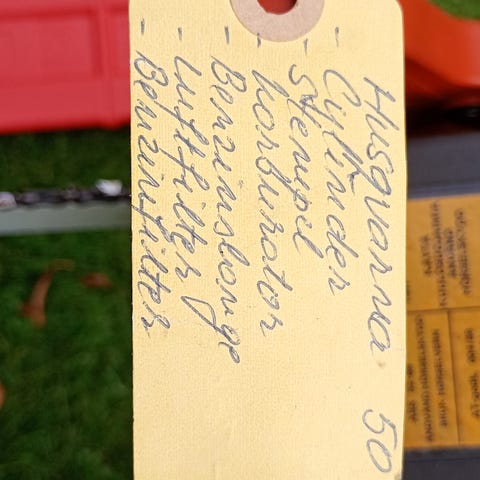 Husqvarna 50
- Cylinder
- Stempel
- Karburator
- Benzinslange
- Luftfilter
- Benzinfilter